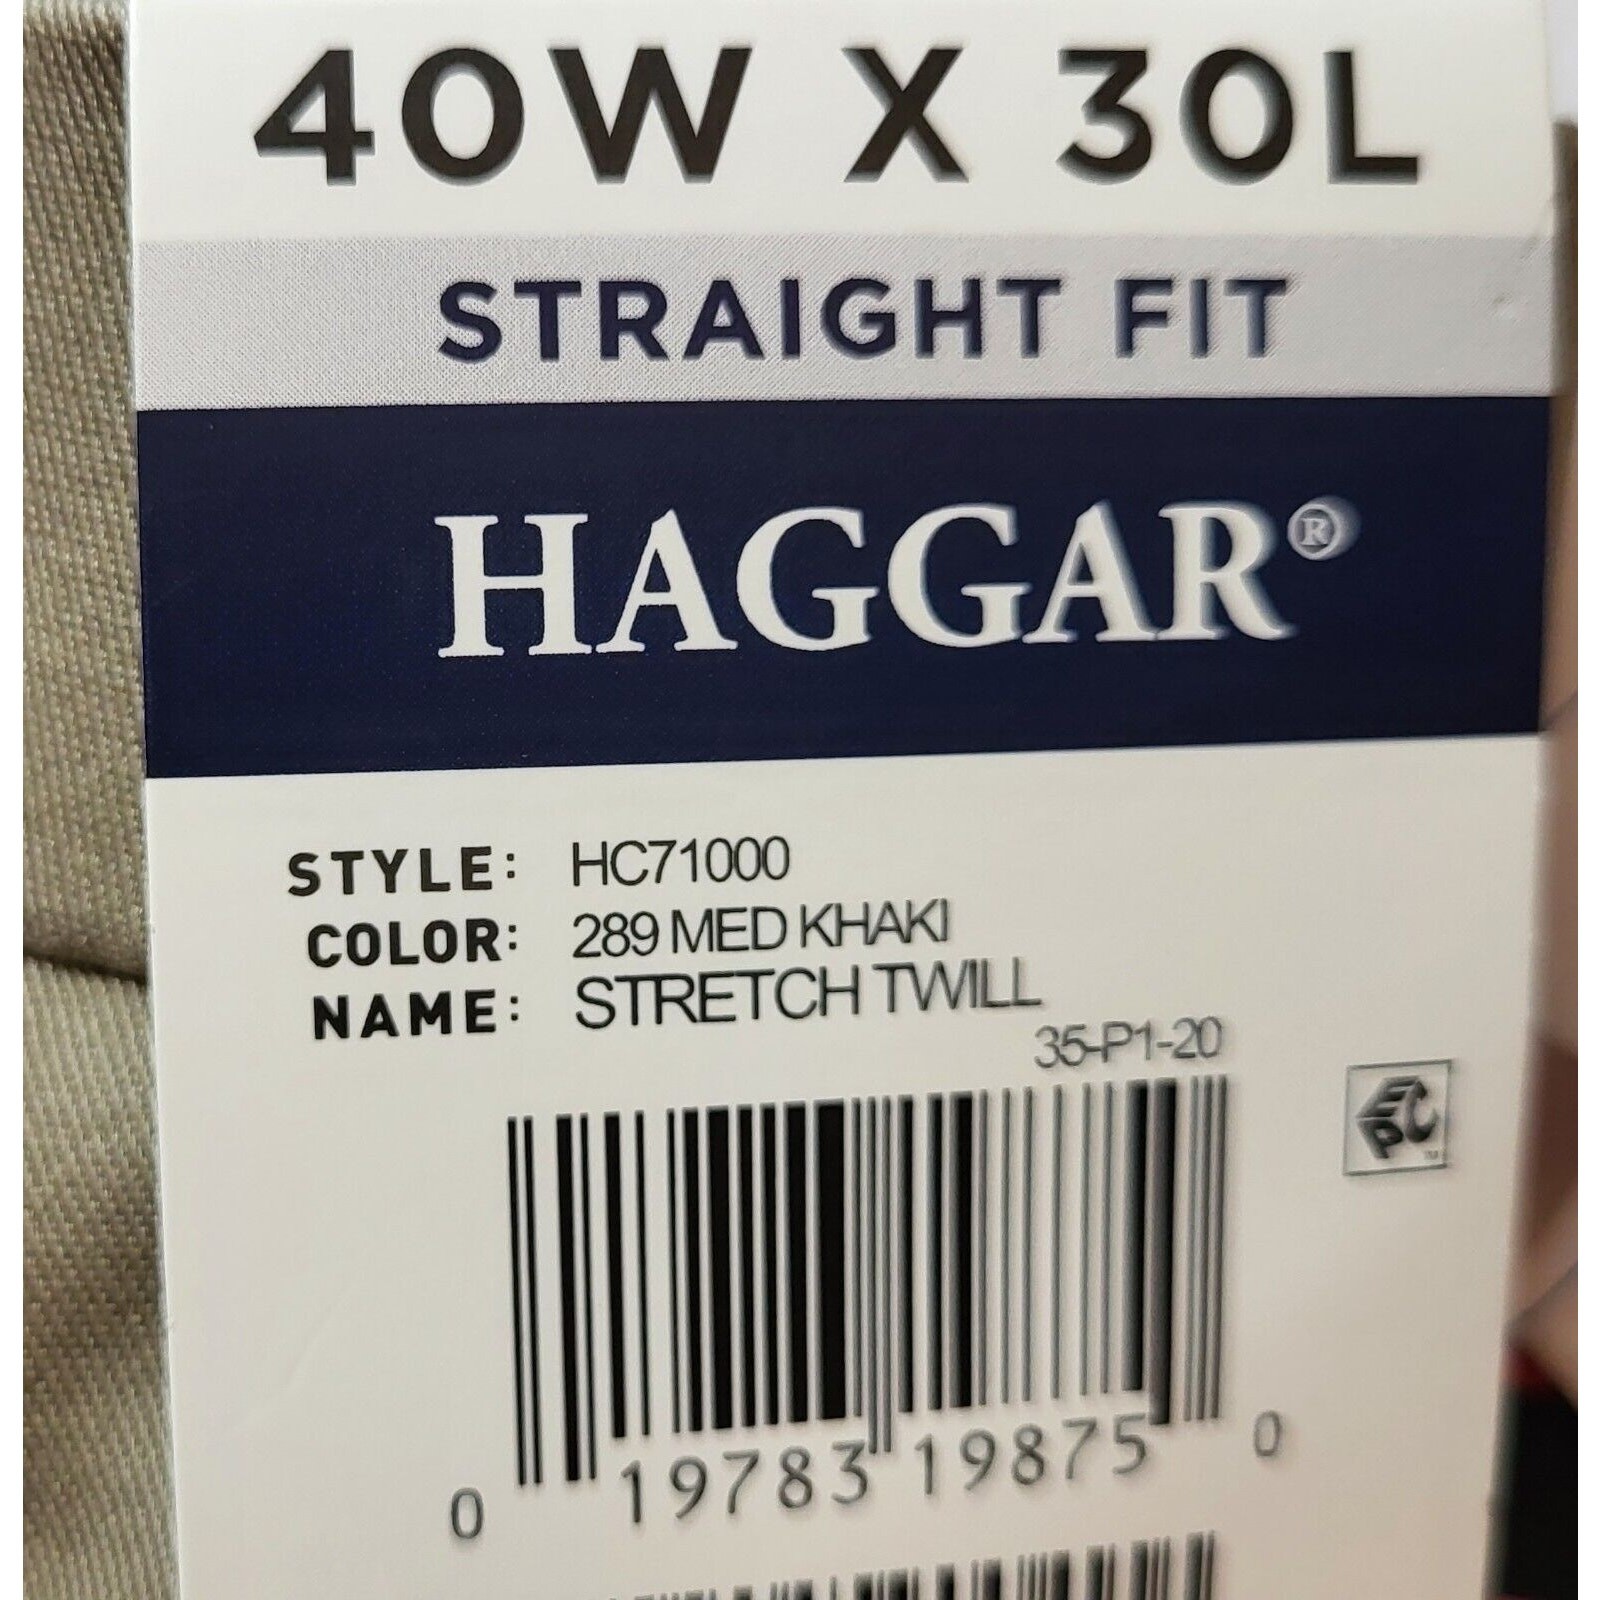 40W X 30L
STRAIGHT FIT
HAGGAR®
STYLE: HC71000
COLOR: 289 MED KHAKI
NAME: STRETCH TWILL
35-P1-20
EPC™
0 19783 19875 0